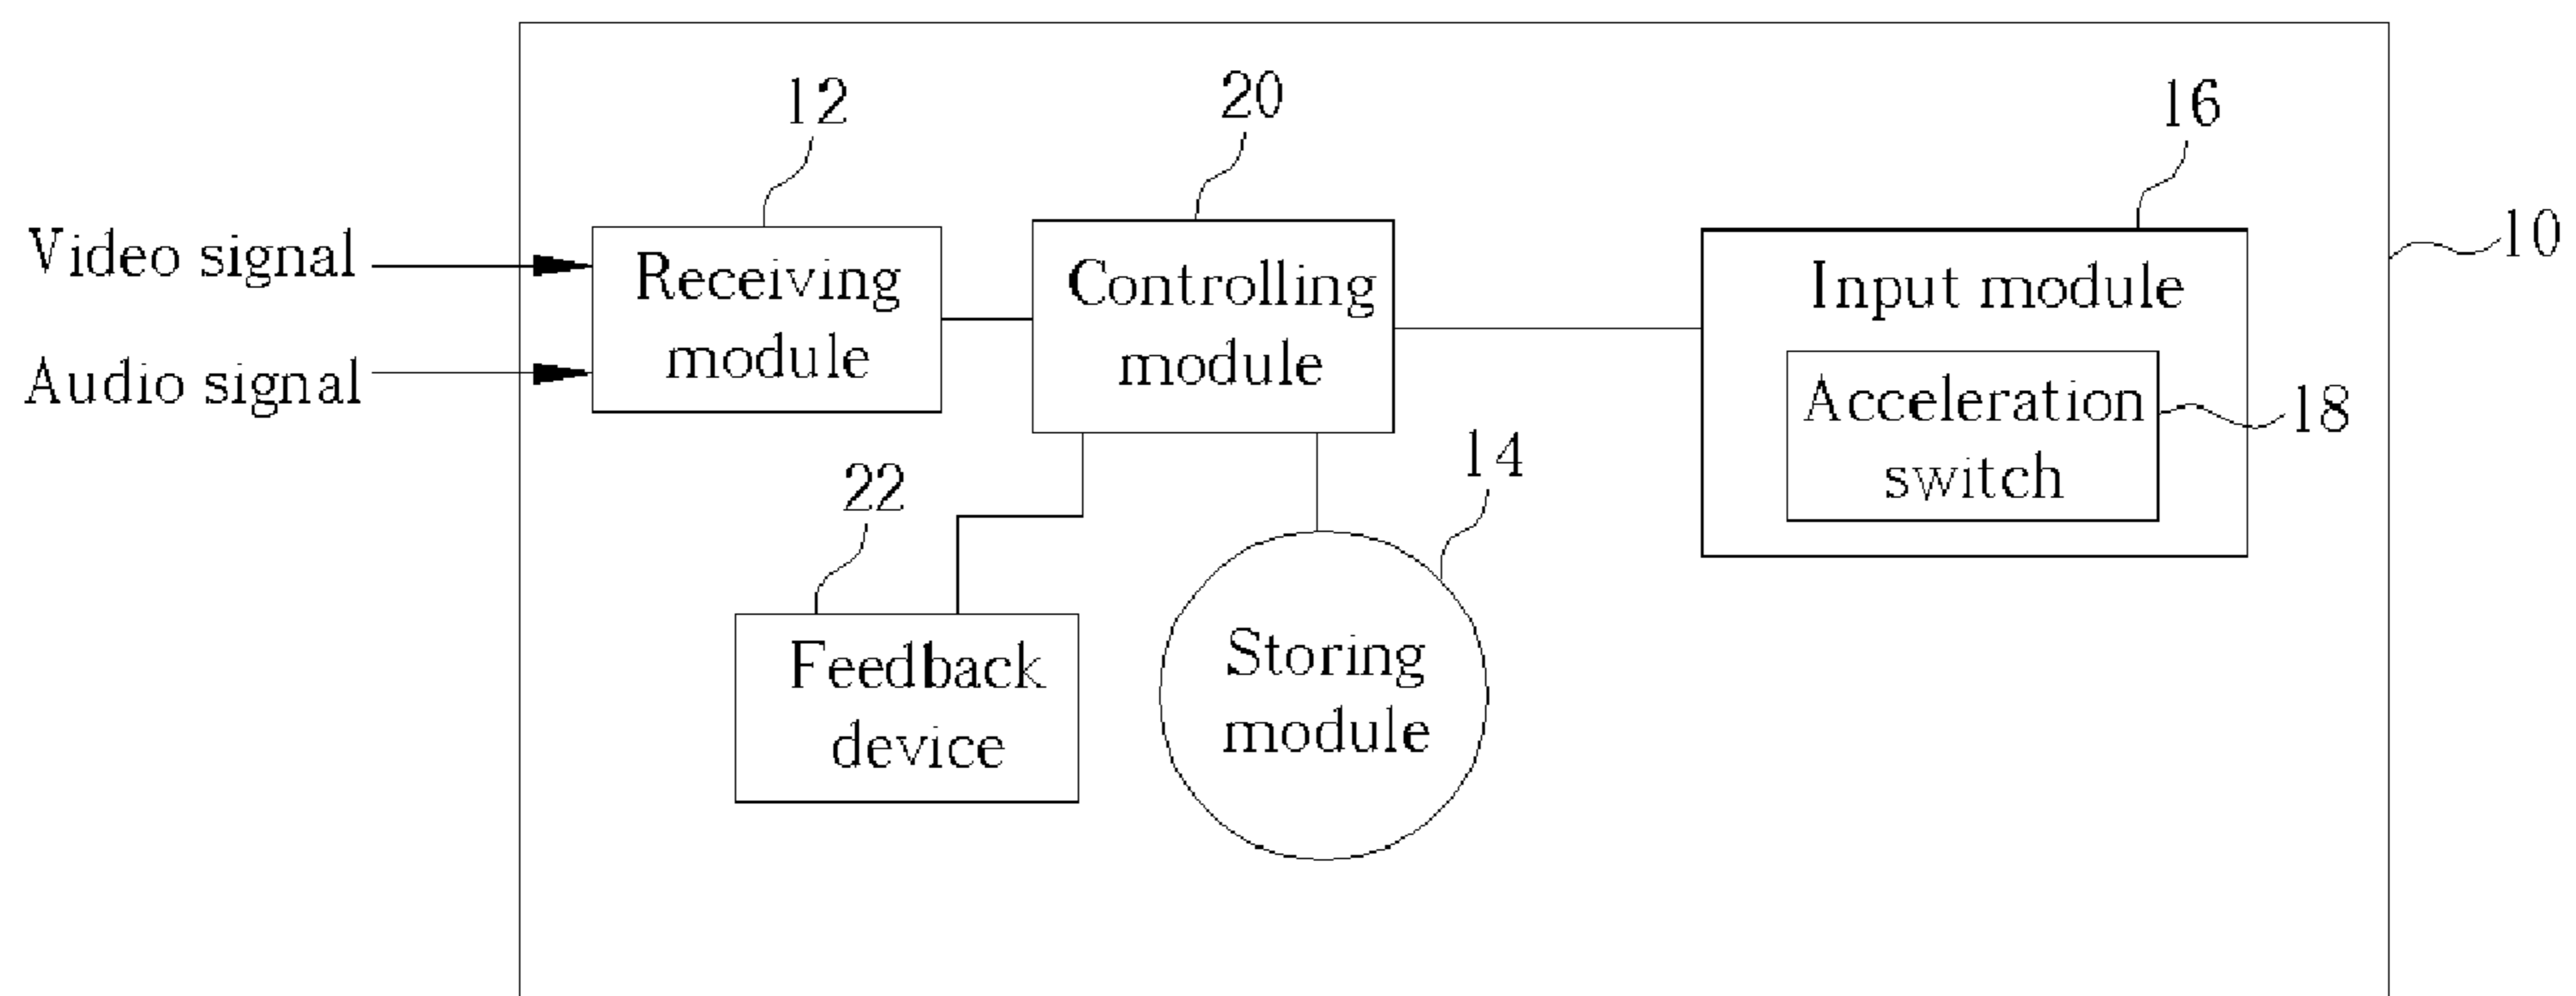 12
20
16
Video signal
Receiving
module
Controlling
module
Input module
10
Audio signal
Acceleration
switch
18
22
14
Feedback
device
Storing
module